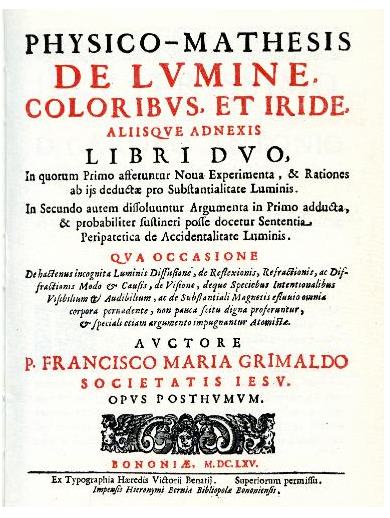 PHYSICO-MATHESIS
DE LVMINE,
COLORIBVS, ET IRIDE,
ALIISQVE ADNEXIS
LIBRI DVO,
In quorum Primo afferuntur Noua Experimenta, & Rationes
ab ijs deductæ pro Substantialitate Luminis.
In Secundo autem dissoluuntur Argumenta in Primo adducta,
& probabiliter sustineri posse docetur Sententia
Peripatetica de Accidentalitate Luminis.
QVA OCCASIONE
De hactenus incognita Luminis Diffusione, de Reflexionis, Refractionis, ac Dif-
fractionis Modo & Causis, de Visione, deque Speciebus Intentionalibus
Visibilium & Audibilium, ac de Substantiali Magnetis effluuio omnia
corpora peruadente, non pauca scitu digna proferuntur,
& speciali etiam argumento impugnantur Atomistæ.
AVCTORE
P. FRANCISCO MARIA GRIMALDO
SOCIETATIS IESV.
OPVS POSTHVMVM.
BONONIÆ, M.DC.LXV.
Ex Typographia Hæredis Victorij Benatij. Superiorum permissu.
Impensis Hieronymi Bernia Bibliopolæ Bononiensis.